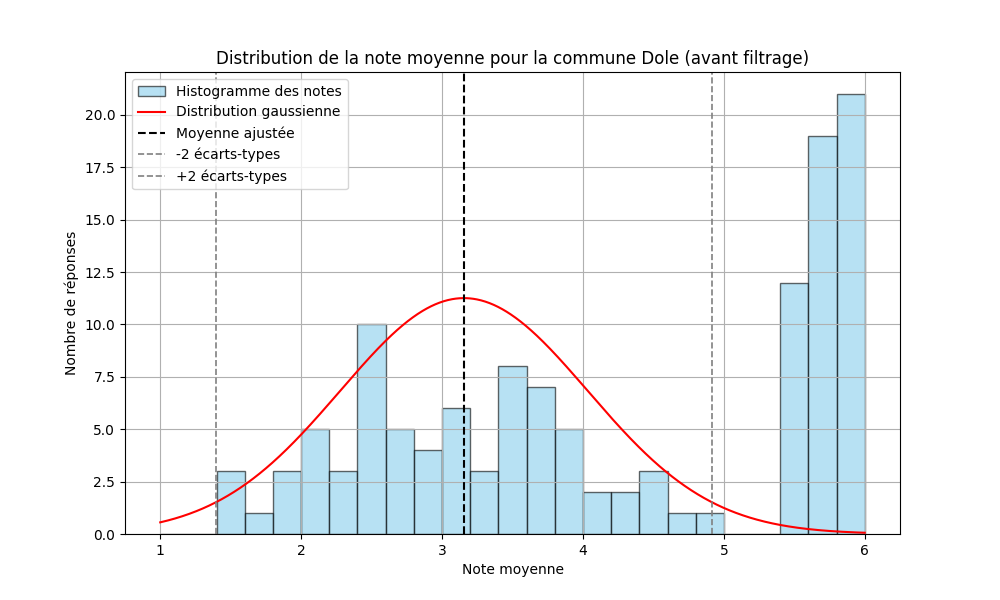 Distribution de la note moyenne pour la commune Dole (avant filtrage)
Histogramme des notes
Distribution gaussienne
Moyenne ajustée
-2 écarts-types
+2 écarts-types
20.0
17.5
15.0
12.5
10.0
7.5
5.0
2.5
0.0
Nombre de réponses
1 2 3 4 5 6
Note moyenne